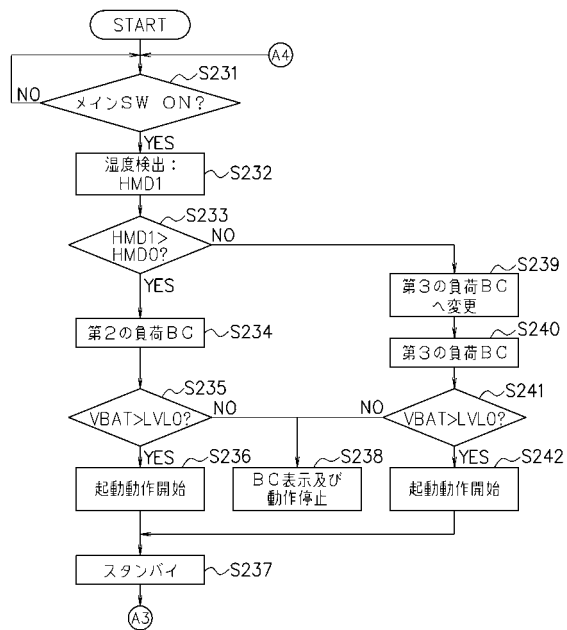 START
A4
S231
NO
メインSW ON?
YES
湿度検出:
HMD1
S232
S233
HMD1>
HMD0?
NO
YES
S239
第3の負荷BC
へ変更
第2の負荷BC
S234
S240
第3の負荷BC
S235
VBAT>LVL0?
NO
S241
NO
VBAT>LVL0?
YES
S236
起動動作開始
S238
BC表示及び
動作停止
YES
S242
起動動作開始
スタンバイ
S237
A3